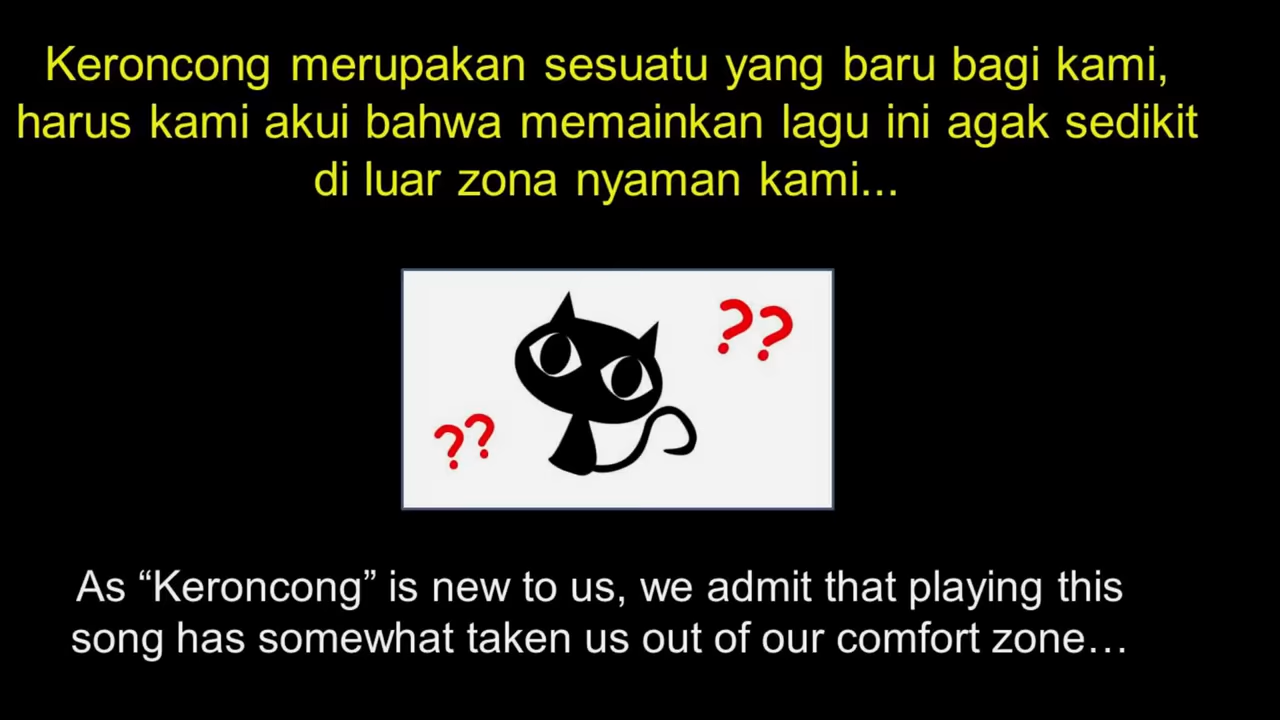 Keroncong merupakan sesuatu yang baru bagi kami,
harus kami akui bahwa memainkan lagu ini agak sedikit
di luar zona nyaman kami...
??
??
As “Keroncong” is new to us, we admit that playing this
song has somewhat taken us out of our comfort zone…